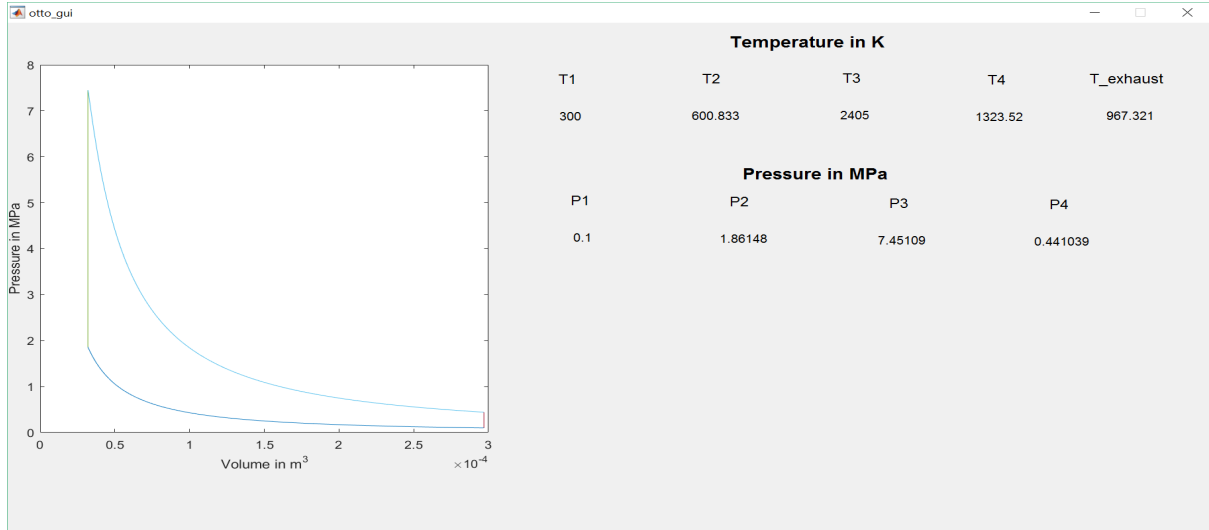 otto_gui
Temperature in K
T1 T2 T3 T4 T_exhaust
300 600.833 2405 1323.52 967.321
Pressure in MPa
P1 P2 P3 P4
0.1 1.86148 7.45109 0.441039
8
7
6
5
4
3
2
1
0
Pressure in MPa
0 0.5 1 1.5 2 2.5 3
Volume in m³ ×10⁻⁴